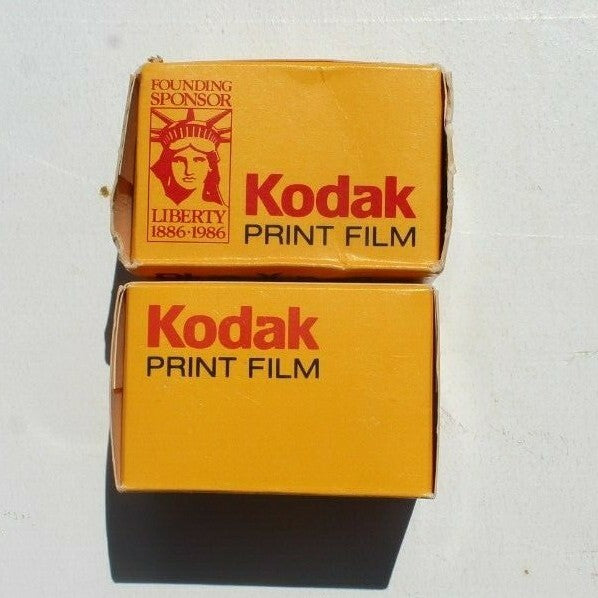 FOUNDING
SPONSOR
LIBERTY
1886·1986
Kodak
PRINT FILM
Kodak
PRINT FILM